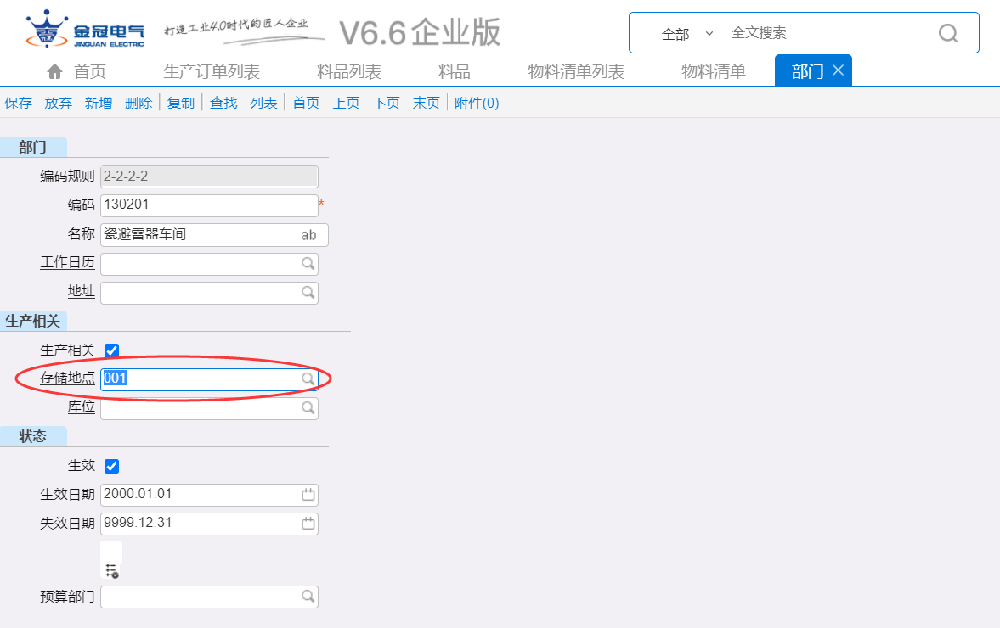 金冠电气
JINGUAN ELECTRIC
打造工业4.0时代的匠人企业
V6.6企业版
全部 全文搜索
首页 生产订单列表 料品列表 料品 物料清单列表 物料清单 部门
保存 放弃 新增 删除 复制 查找 列表 首页 上页 下页 末页 附件(0)
部门
编码规则 2-2-2-2
编码 130201 *
名称 瓷避雷器车间 ab
工作日历
地址
生产相关
生产相关
存储地点 001
库位
状态
生效
生效日期 2000.01.01
失效日期 9999.12.31
预算部门